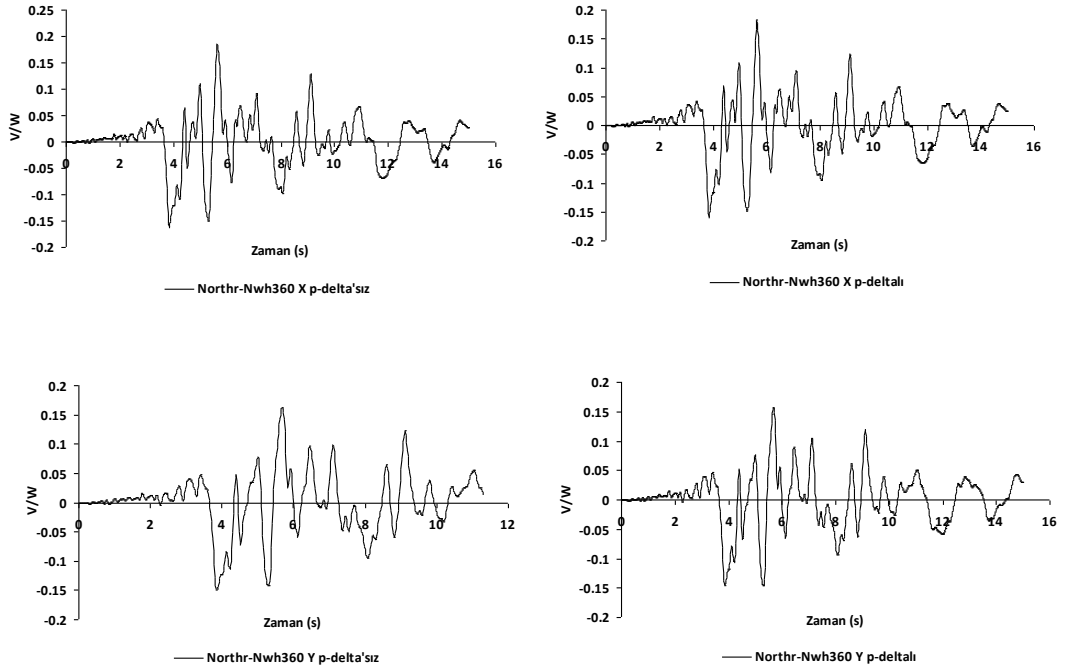 0.25
0.2
0.15
0.1
0.05
0
-0.05
-0.1
-0.15
-0.2
0 2 4 6 8 10 12 14 16
V/W
Zaman (s)
Northr-Nwh360 X p-delta'sız
0.2
0.15
0.1
0.05
0
-0.05
-0.1
-0.15
-0.2
0 2 4 6 8 10 12 14 16
V/W
Zaman (s)
Northr-Nwh360 X p-deltalı
0.2
0.15
0.1
0.05
0
-0.05
-0.1
-0.15
-0.2
0 2 4 6 8 10 12
V/W
Zaman (s)
Northr-Nwh360 Y p-delta'sız
0.2
0.15
0.1
0.05
0
-0.05
-0.1
-0.15
-0.2
0 2 4 6 8 10 12 14 16
V/W
Zaman (s)
Northr-Nwh360 Y p-deltalı